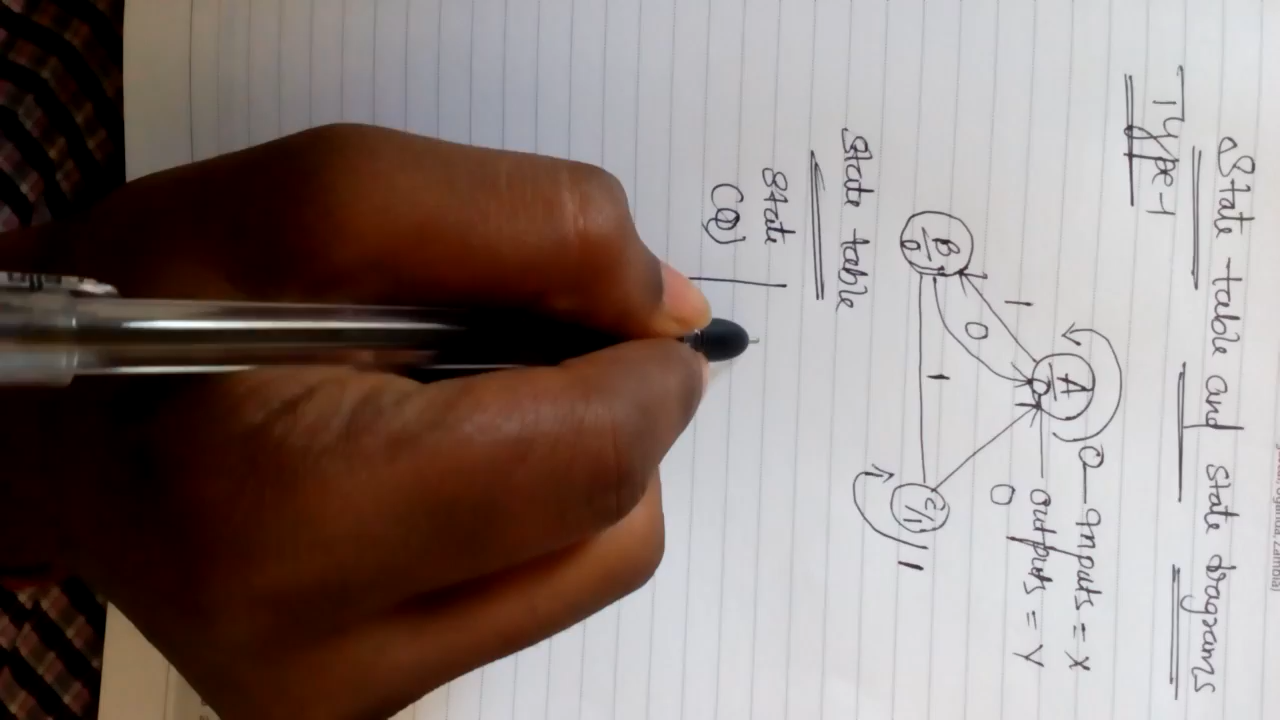 State table and state diagrams
Type-1
0 inputs = X
A
0
outputs = Y
1
0
0
B
0
1
C/1
1
State table
State
(Q)